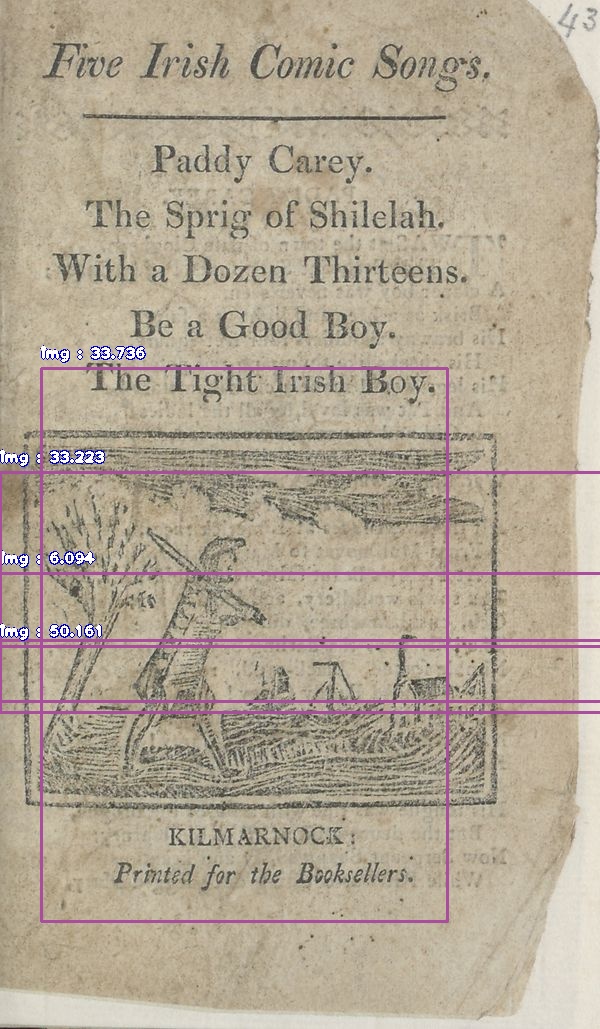 43
Five Irish Comic Songs.
Paddy Carey.
The Sprig of Shilelah.
With a Dozen Thirteens.
Be a Good Boy.
img : 33.736
The Tight Irish Boy.
img : 33.223
img : 6.094
img : 50.161
KILMARNOCK:
Printed for the Booksellers.